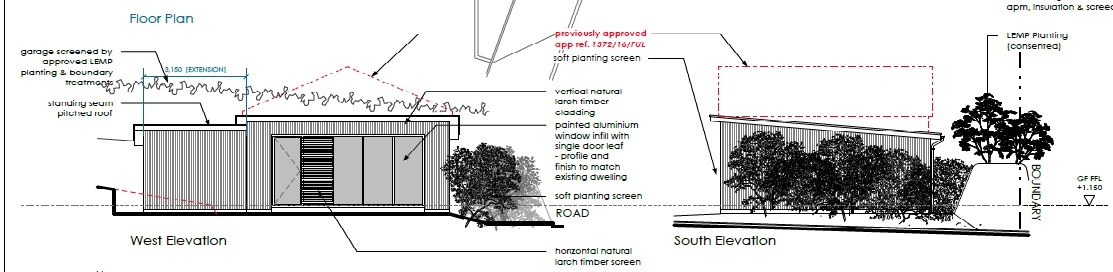 Floor Plan
garage screened by
approved LEMP
planting & boundary
treatments
3,150 [EXTENSION]
standing seam
pitched roof
West Elevation
previously approved
app ref. 1372/16/FUL
soft planting screen
vertical natural
larch timber
cladding
painted aluminium
window infill with
single door leaf
- profile and
finish to match
existing dwelling
soft planting screen
ROAD
horizontal natural
larch timber screen
South Elevation
apm, insulation & screed
LEMP Planting
(consented)
BOUNDARY
GF FFL
+1.150